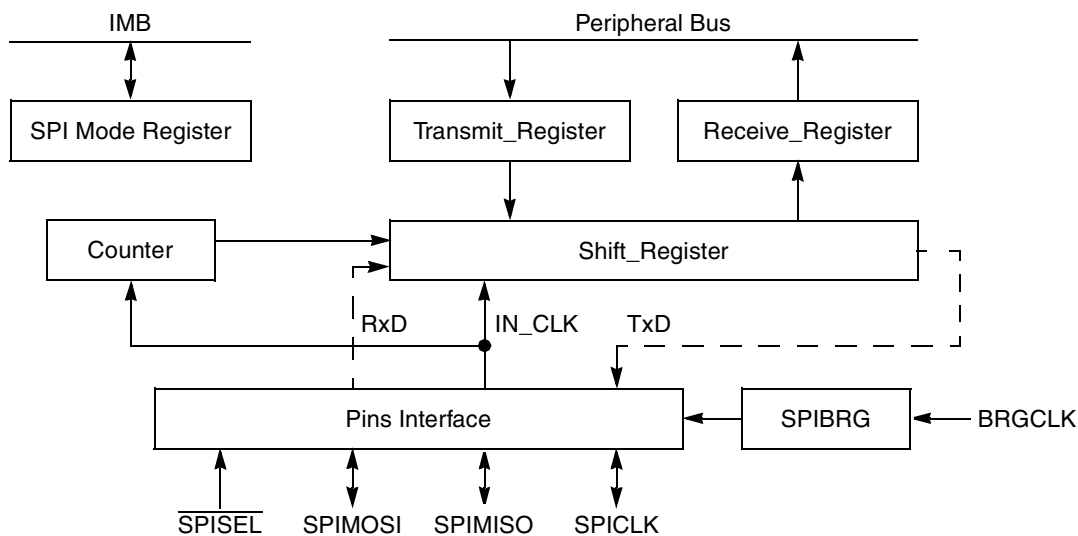 IMB
Peripheral Bus
SPI Mode Register
Transmit_Register
Receive_Register
Counter
Shift_Register
RxD
IN_CLK
TxD
Pins Interface
SPIBRG
BRGCLK
SPISEL
SPIMOSI
SPIMISO
SPICLK